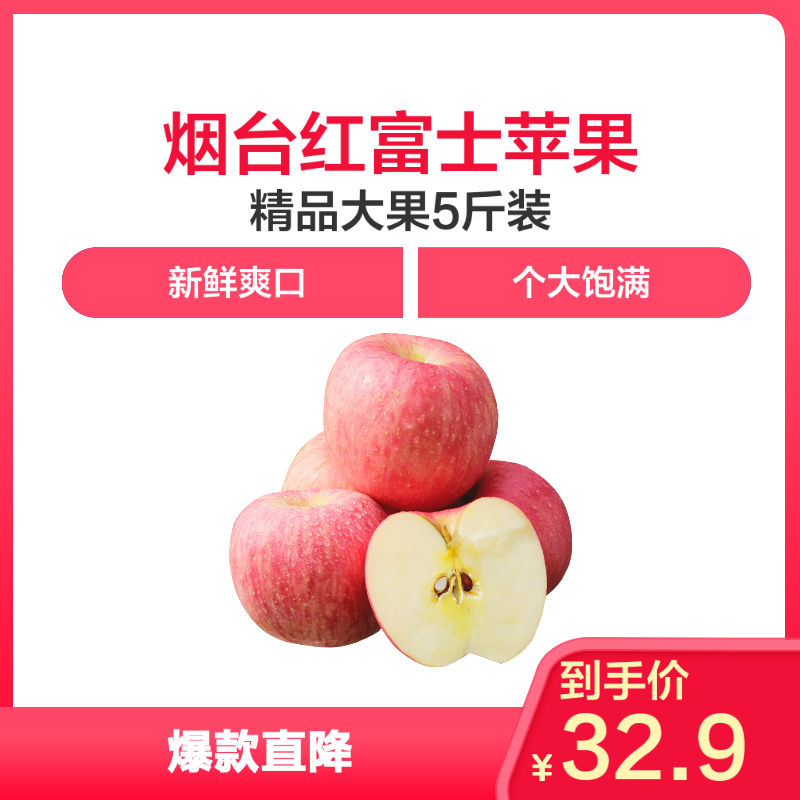 烟台红富士苹果
精品大果5斤装
新鲜爽口 个大饱满
到手价
爆款直降 ¥32.9